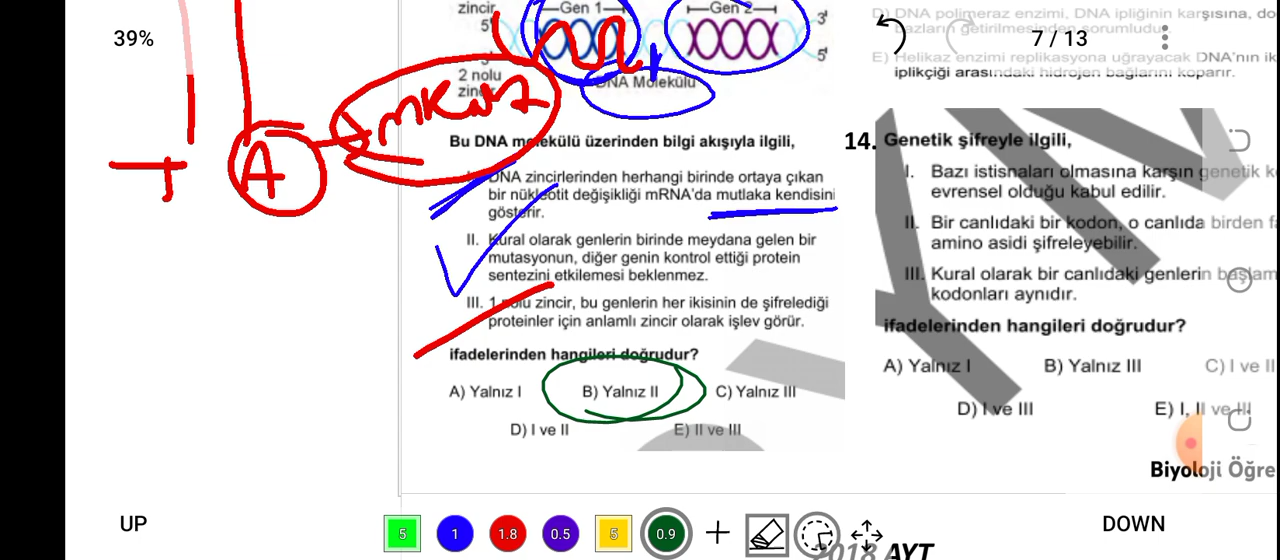 39%
zincir
5'
Gen 1
Gen 2
3'
5'
2 nolu
DNA Molekülü
T
A
mRNA
Bu DNA molekülü üzerinden bilgi akışıyla ilgili,
DNA zincirlerinden herhangi birinde ortaya çıkan
bir nükleotit değişikliği mRNA'da mutlaka kendisini
gösterir.
II. Kural olarak genlerin birinde meydana gelen bir
mutasyonun, diğer genin kontrol ettiği protein
sentezini etkilemesi beklenmez.
III. 1 nolu zincir, bu genlerin her ikisinin de şifrelediği
proteinler için anlamlı zincir olarak işlev görür.
ifadelerinden hangileri doğrudur?
A) Yalnız I
B) Yalnız II
C) Yalnız III
D) I ve II
E) II ve III
D) DNA polimeraz enzimi, DNA ipliğinin karşısına, do
bazların getirilmesinden sorumludu
7 / 13
E) Helikaz enzimi replikasyona uğrayacak DNA'nın ik
iplikçiği arasındaki hidrojen bağlarını koparır.
14. Genetik şifreyle ilgili,
I. Bazı istisnaları olmasına karşın genetik k
evrensel olduğu kabul edilir.
II. Bir canlıdaki bir kodon, o canlıda birden f
amino asidi şifreleyebilir.
III. Kural olarak bir canlıdaki genlerin başlam
kodonları aynıdır.
ifadelerinden hangileri doğrudur?
A) Yalnız I
B) Yalnız III
C) I ve II
D) I ve III
E) I, II ve III
Biyoloji Öğre
UP
5
1
1.8
0.5
5
0.9
DOWN
2018 AYT